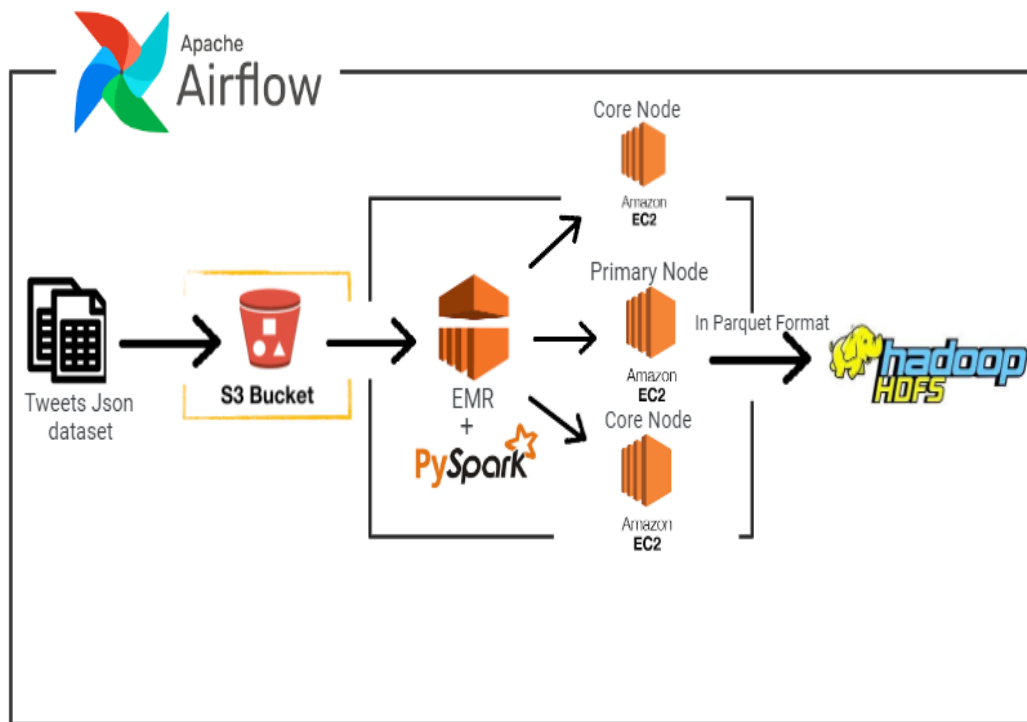 Apache
Airflow
Core Node
Amazon
EC2
Primary Node
Amazon
EC2
Core Node
Amazon
EC2
Tweets Json
dataset
S3 Bucket
EMR
+
PySpark
In Parquet Format
hadoop
HDFS